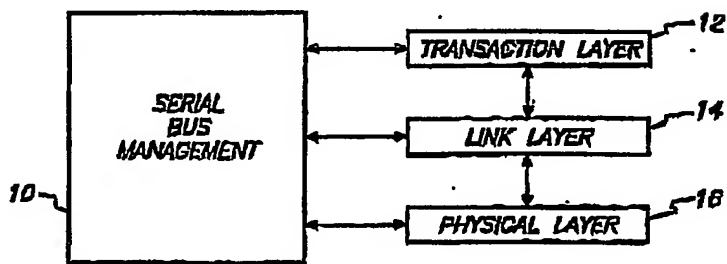 12
TRANSACTION LAYER
SERIAL
BUS
MANAGEMENT
14
LINK LAYER
10
16
PHYSICAL LAYER